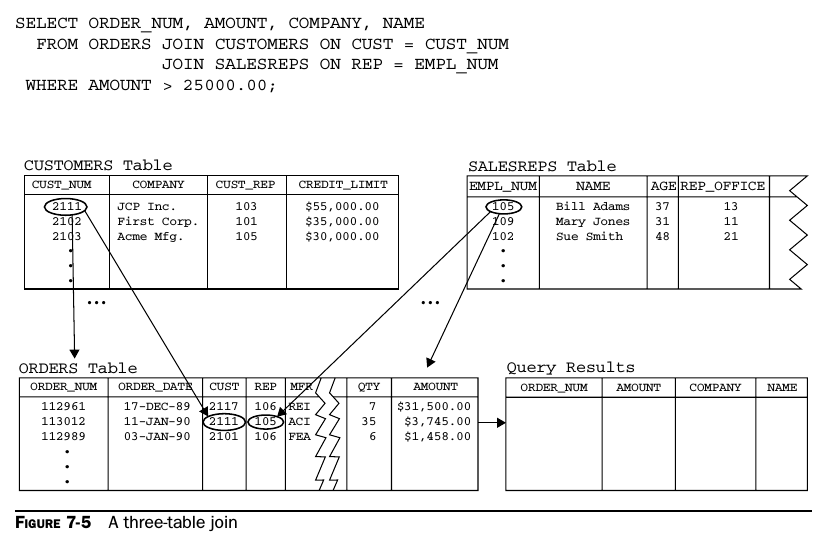 SELECT ORDER_NUM, AMOUNT, COMPANY, NAME
FROM ORDERS JOIN CUSTOMERS ON CUST = CUST_NUM
JOIN SALESREPS ON REP = EMPL_NUM
WHERE AMOUNT > 25000.00;
CUSTOMERS Table
CUST_NUM COMPANY CUST_REP CREDIT_LIMIT
2111 JCP Inc. 103 $55,000.00
2102 First Corp. 101 $35,000.00
2103 Acme Mfg. 105 $30,000.00
...
SALESREPS Table
EMPL_NUM NAME AGE REP_OFFICE
105 Bill Adams 37 13
109 Mary Jones 31 11
102 Sue Smith 48 21
...
ORDERS Table
ORDER_NUM ORDER_DATE CUST REP MFR QTY AMOUNT
112961 17-DEC-89 2117 106 REI 7 $31,500.00
113012 11-JAN-90 2111 105 ACI 35 $3,745.00
112989 03-JAN-90 2101 106 FEA 6 $1,458.00
Query Results
ORDER_NUM AMOUNT COMPANY NAME
FIGURE 7-5 A three-table join